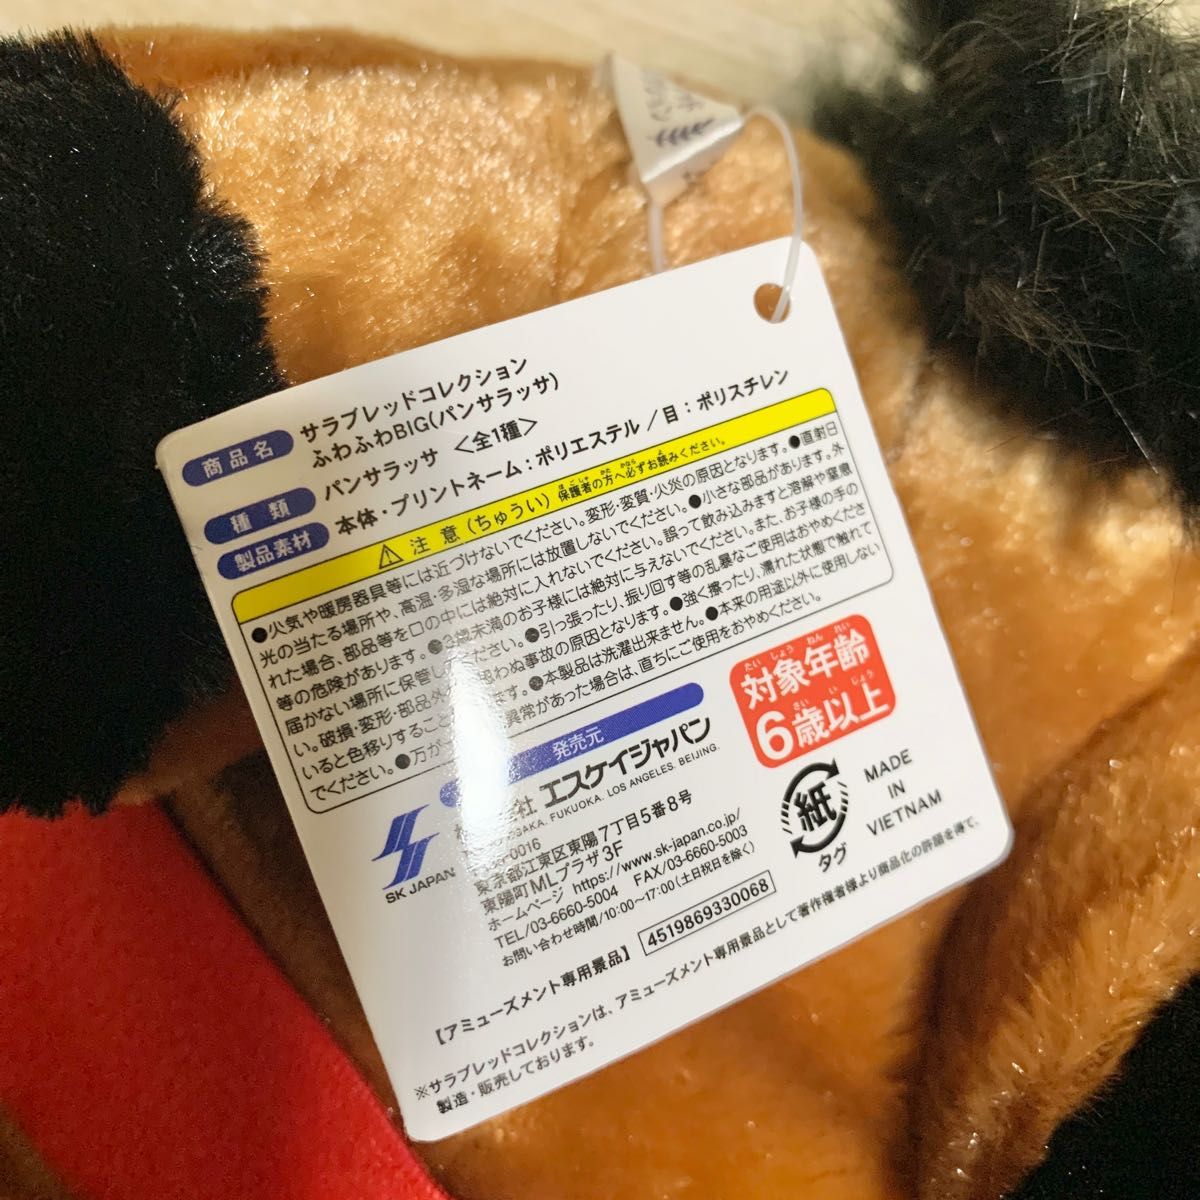 商品名 サラブレッドコレクション
ふわふわBIG(パンサラッサ)
種類 パンサラッサ <全1種>
製品素材 本体・プリントネーム:ポリエステル/目:ポリスチレン
⚠ 注意(ちゅうい) 保護者の方へ必ずお読みください。
●火気や暖房器具等には近づけないでください。変形・変質・火災の原因となります。●直射日
光の当たる場所や、高温・多湿な場所には放置しないでください。●小さな部品があります。外
れた場合、部品等を口の中には絶対に入れないでください。誤って飲み込みますと溶解や窒息
等の危険があります。●3歳未満のお子様には絶対に与えないでください。また、お子様の手の
届かない場所に保管し ください。●引っ張ったり、振り回す等の乱暴なご使用はおやめくださ
い。破損・変形・部品外 思わぬ事故の原因となります。●強く擦ったり、濡れた状態で触れて
いると色移りすること ます。●本製品は洗濯出来ません。●本来の用途以外に使用しない
でください。●万が 異常があった場合は、直ちにご使用をおやめください。
発売元
SK JAPAN
社 エスケイジャパン
OSAKA. FUKUOKA. LOS ANGELES. BEIJING.
0016
東京都江東区東陽7丁目5番8号
東陽町MLプラザ3F
ホームページ https://www.sk-japan.co.jp/
TEL/03-6660-5004 FAX/03-6660-5003
お問い合わせ時間/10:00〜17:00(土日祝日を除く)
対象年齢
たいしょうねんれい
6歳以上
さいいじょう
紙
タグ
MADE
IN
VIETNAM
【アミューズメント専用景品】 4519869330068
※サラブレッドコレクションは、アミューズメント専用景品として著作権者様より商品化の許諾を得て、
製造・販売しております。